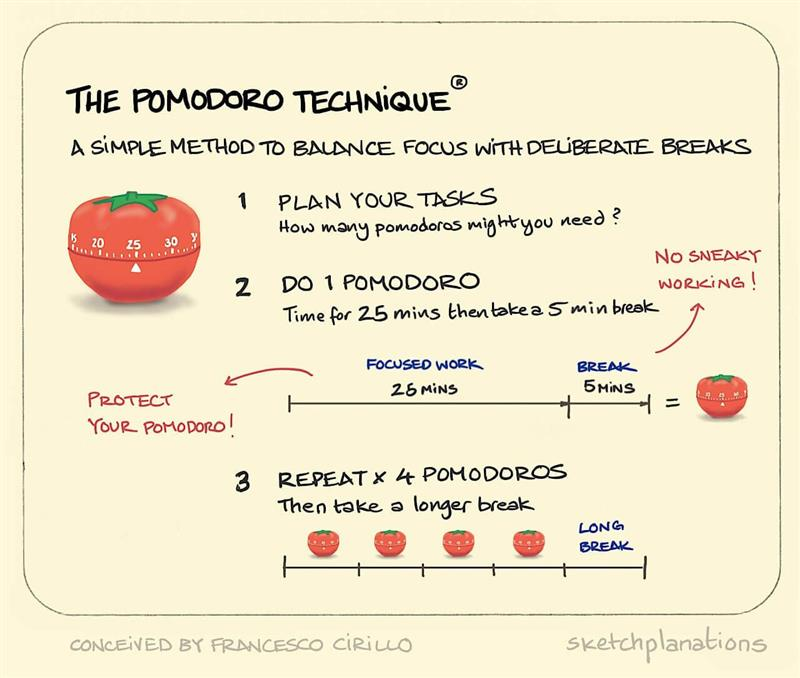 THE POMODORO TECHNIQUE®
A SIMPLE METHOD TO BALANCE FOCUS WITH DELIBERATE BREAKS
15 20 25 30 3
1 PLAN YOUR TASKS
How many pomodoros might you need?
2 DO 1 POMODORO
Time for 25 mins then take a 5 min break
NO SNEAKY
WORKING!
FOCUSED WORK
25 MINS
BREAK
5 MINS
=
PROTECT
YOUR POMODORO!
3 REPEAT x 4 POMODOROS
Then take a longer break
LONG
BREAK
CONCEIVED BY FRANCESCO CIRILLO
sketchplanations